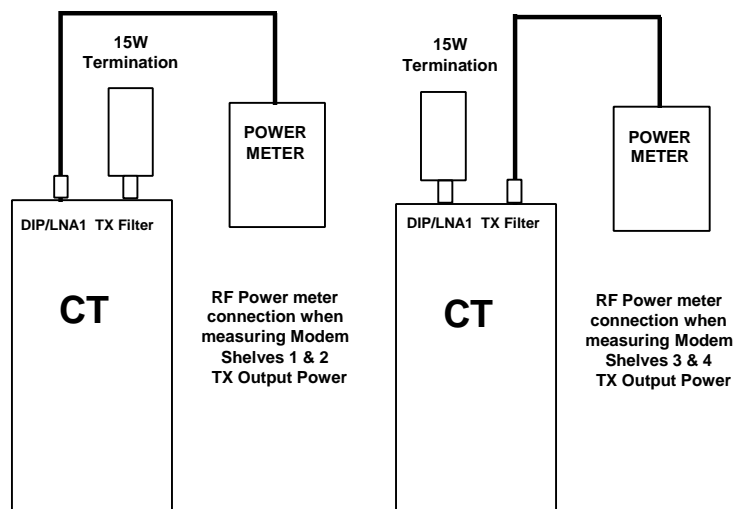 15W
Termination
POWER
METER
DIP/LNA1 TX Filter
CT
RF Power meter
connection when
measuring Modem
Shelves 1 & 2
TX Output Power
15W
Termination
POWER
METER
DIP/LNA1 TX Filter
CT
RF Power meter
connection when
measuring Modem
Shelves 3 & 4
TX Output Power